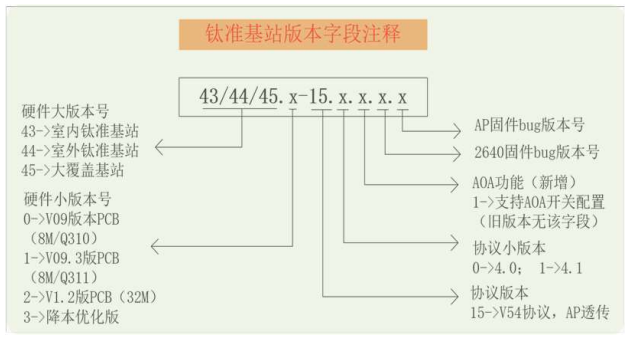 钛准基站版本字段注释
43/44/45.x-15.x.x.x.x
硬件大版本号
43->室内钛准基站
44->室外钛准基站
45->大覆盖基站
硬件小版本号
0->V09版本PCB
(8M/Q310)
1->V09.3版PCB
(8M/Q311)
2->V1.2版PCB(32M)
3->降本优化版
AP固件bug版本号
2640固件bug版本号
AOA功能(新增)
1->支持AOA开关配置
(旧版本无该字段)
协议小版本
0->4.0; 1->4.1
协议版本
15->V54协议,AP透传